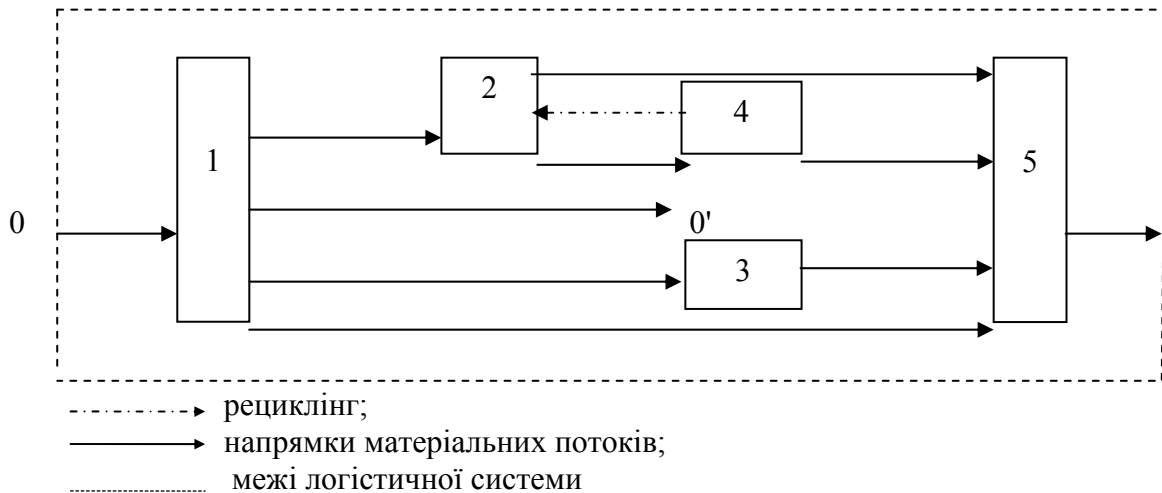 2
4
1
5
0
0'
3
рециклінг;
напрямки матеріальних потоків;
межі логістичної системи